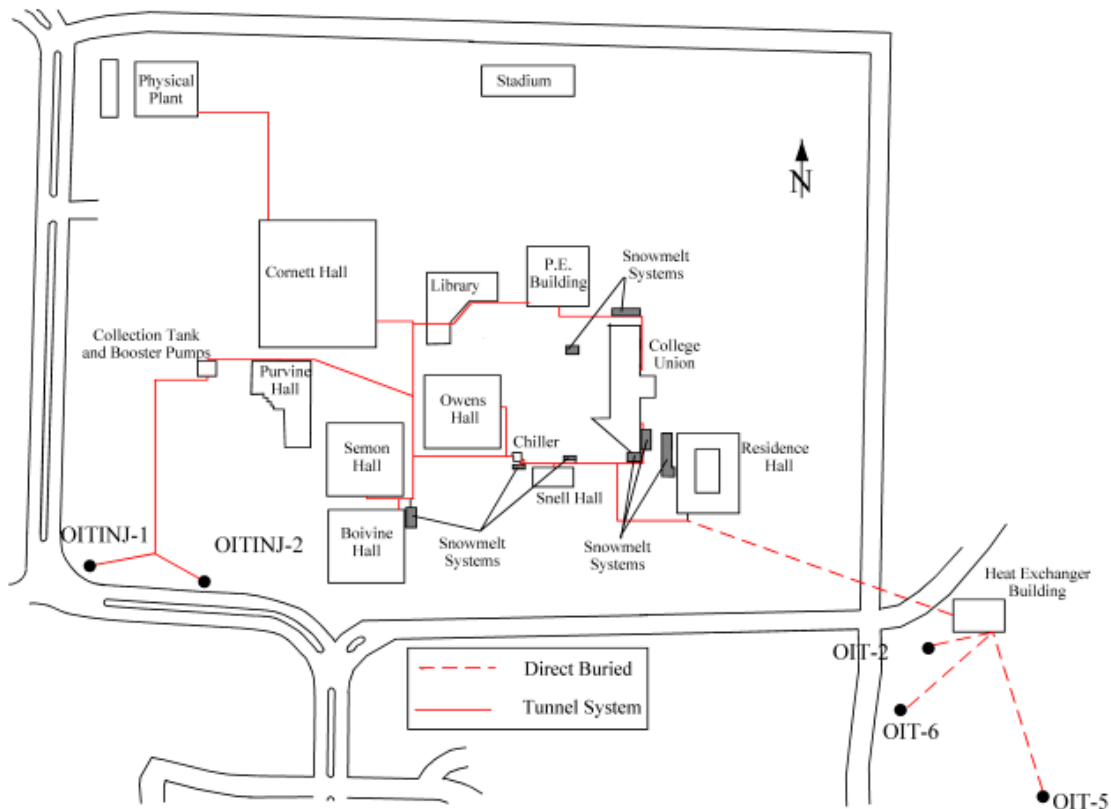 Physical
Plant
Stadium
N
Cornett Hall
Library
P.E.
Building
Snowmelt
Systems
Collection Tank
and Booster Pumps
Purvine
Hall
College
Union
Owens
Hall
Semon
Hall
Chiller
Residence
Hall
Snell Hall
OITINJ-1
OITINJ-2
Boivine
Hall
Snowmelt
Systems
Snowmelt
Systems
Heat Exchanger
Building
OIT-2
Direct Buried
Tunnel System
OIT-6
OIT-5